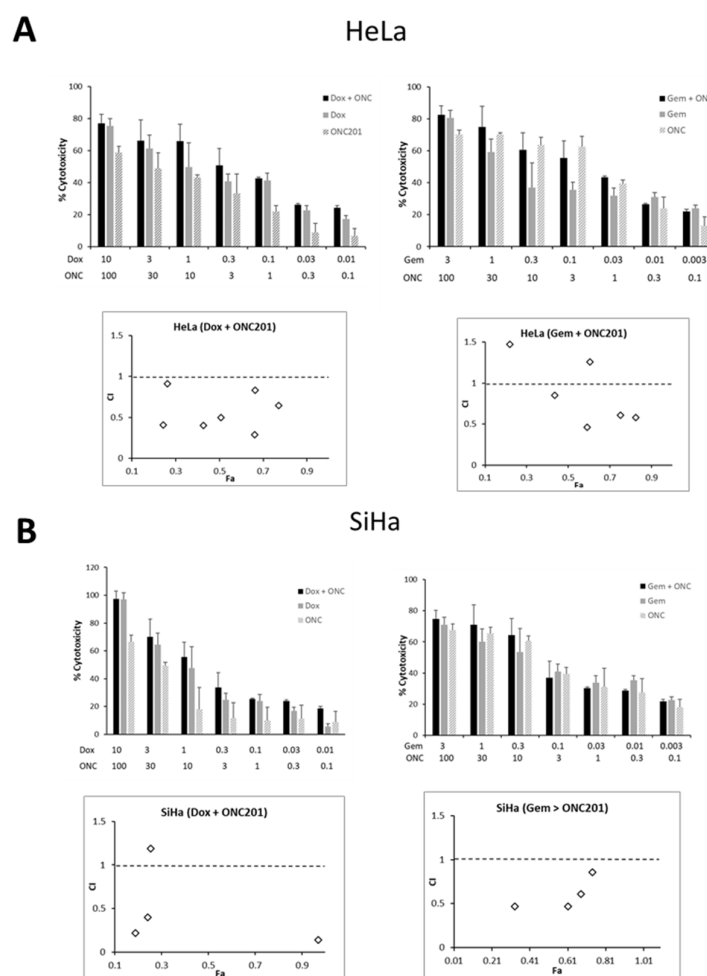 A
HeLa
100
80
60
40
20
0
% Cytotoxicity
Dox + ONC
Dox
ONC201
Dox 10 3 1 0.3 0.1 0.03 0.01
ONC 100 30 10 3 1 0.3 0.1
100
80
60
40
20
0
% Cytotoxicity
Gem + ON
Gem
ONC
Gem 3 1 0.3 0.1 0.03 0.01 0.003
ONC 100 30 10 3 1 0.3 0.1
HeLa (Dox + ONC201)
1.5
1
0.5
0
CI
0.1 0.3 0.5 0.7 0.9
Fa
HeLa (Gem + ONC201)
1.5
1
0.5
0
CI
0.1 0.3 0.5 0.7 0.9
Fa
B
SiHa
120
100
80
60
40
20
0
% Cytotoxicity
Dox + ONC
Dox
ONC
Dox 10 3 1 0.3 0.1 0.03 0.01
ONC 100 30 10 3 1 0.3 0.1
100
80
60
40
20
0
% Cytotoxicity
Gem + ONC
Gem
ONC
Gem 3 1 0.3 0.1 0.03 0.01 0.003
ONC 100 30 10 3 1 0.3 0.1
SiHa (Dox + ONC201)
1.5
1
0.5
0
CI
0.1 0.3 0.5 0.7 0.9
Fa
SiHa (Gem > ONC201)
1.5
1
0.5
0
CI
0.01 0.21 0.41 0.61 0.81 1.01
Fa